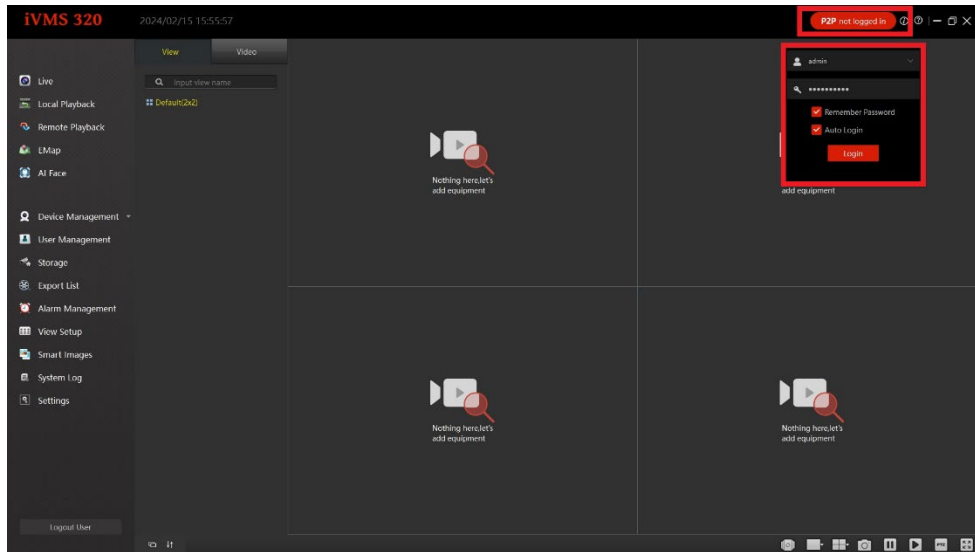 iVMS 320
2024/02/15 15:55:57
P2P not logged in
View
Video
Input view name
Default(2x2)
Live
Local Playback
Remote Playback
EMap
AI Face
Device Management
User Management
Storage
Export List
Alarm Management
View Setup
Smart Images
System Log
Settings
Logout User
admin
Remember Password
Auto Login
Login
Nothing here,let's
add equipment
add equipment
Nothing here,let's
add equipment
Nothing here,let's
add equipment